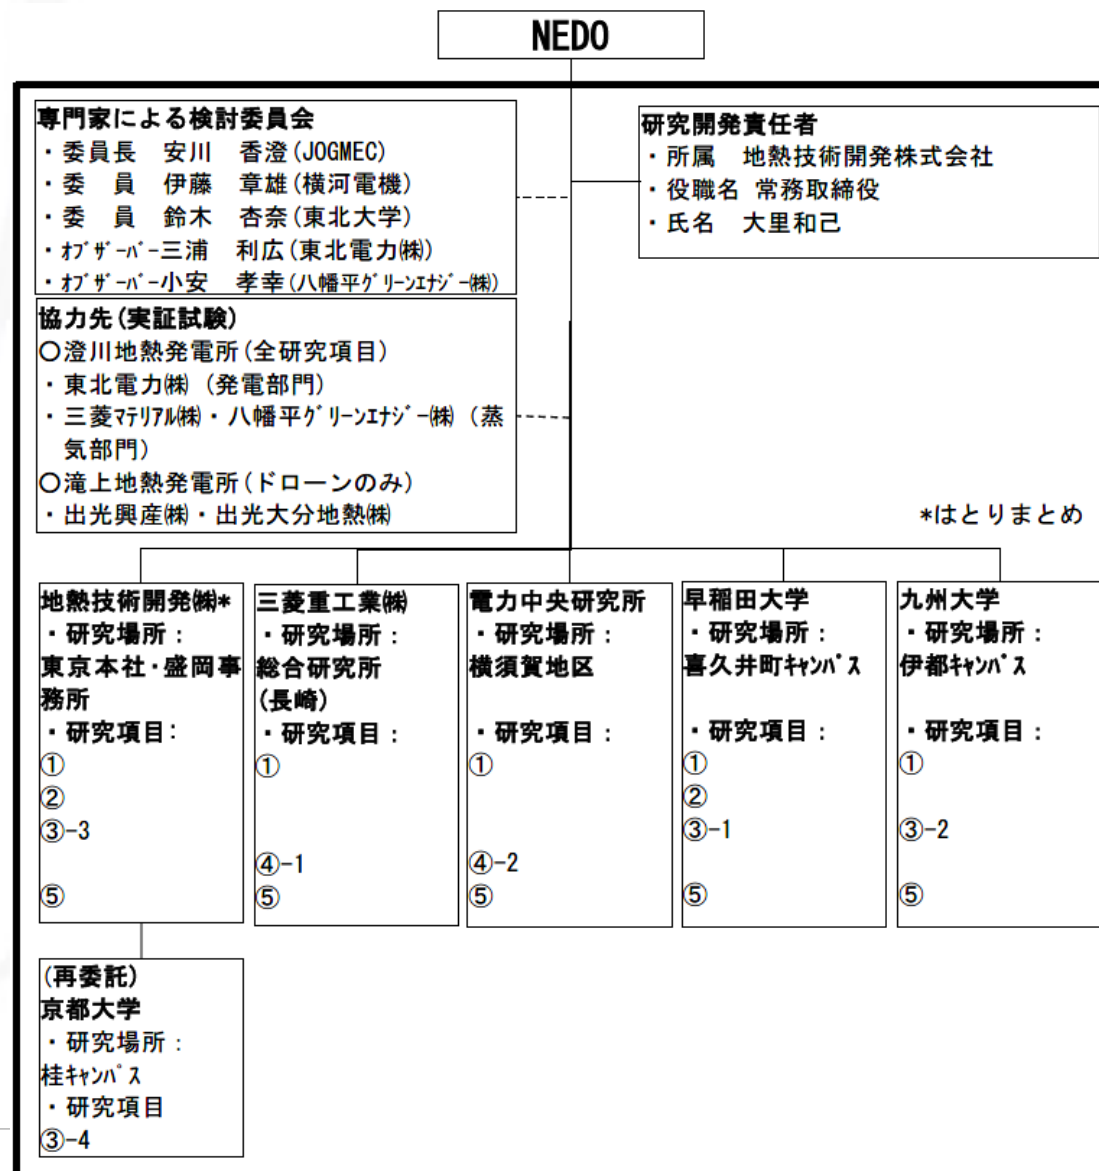 NEDO
専門家による検討委員会
・委員長　安川　香澄(JOGMEC)
・委　員　伊藤　章雄(横河電機)
・委　員　鈴木　杏奈(東北大学)
・ｵﾌﾞｻﾞｰﾊﾞｰ三浦　利広(東北電力㈱)
・ｵﾌﾞｻﾞｰﾊﾞｰ小安　孝幸(八幡平ｸﾞﾘｰﾝｴﾅｼﾞｰ㈱)
研究開発責任者
・所属　地熱技術開発株式会社
・役職名 常務取締役
・氏名　大里和己
協力先(実証試験)
○澄川地熱発電所(全研究項目)
・東北電力㈱（発電部門)
・三菱ﾏﾃﾘｱﾙ㈱・八幡平ｸﾞﾘｰﾝｴﾅｼﾞｰ㈱（蒸
気部門)
○滝上地熱発電所(ドローンのみ)
・出光興産㈱・出光大分地熱㈱
*はとりまとめ
地熱技術開発㈱*
・研究場所：
東京本社･盛岡事
務所
・研究項目：
①
②
③-3
⑤
三菱重工業㈱
・研究場所：
総合研究所
(長崎)
・研究項目：
①
④-1
⑤
電力中央研究所
・研究場所：
横須賀地区
・研究項目：
①
④-2
⑤
早稲田大学
・研究場所：
喜久井町ｷｬﾝﾊﾟｽ
・研究項目：
①
②
③-1
⑤
九州大学
・研究場所：
伊都ｷｬﾝﾊﾟｽ
・研究項目：
①
③-2
⑤
(再委託)
京都大学
・研究場所：
桂ｷｬﾝﾊﾟｽ
・研究項目
③-4